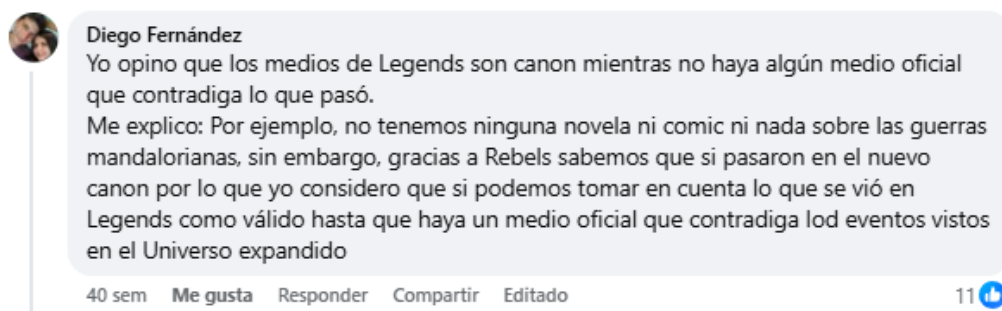 Diego Fernández
Yo opino que los medios de Legends son canon mientras no haya algún medio oficial
que contradiga lo que pasó.
Me explico: Por ejemplo, no tenemos ninguna novela ni comic ni nada sobre las guerras
mandalorianas, sin embargo, gracias a Rebels sabemos que si pasaron en el nuevo
canon por lo que yo considero que si podemos tomar en cuenta lo que se vió en
Legends como válido hasta que haya un medio oficial que contradiga lod eventos vistos
en el Universo expandido
40 sem Me gusta Responder Compartir Editado 11